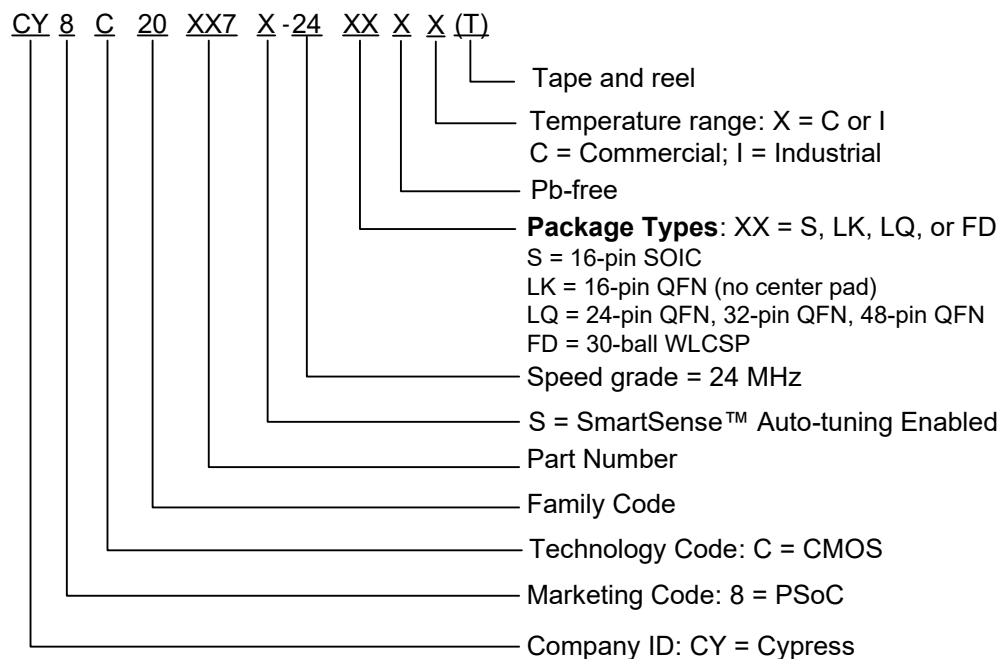 CY 8 C 20 XX7 X-24 XX X X (T)
Tape and reel
Temperature range: X = C or I
C = Commercial; I = Industrial
Pb-free
Package Types: XX = S, LK, LQ, or FD
S = 16-pin SOIC
LK = 16-pin QFN (no center pad)
LQ = 24-pin QFN, 32-pin QFN, 48-pin QFN
FD = 30-ball WLCSP
Speed grade = 24 MHz
S = SmartSense™ Auto-tuning Enabled
Part Number
Family Code
Technology Code: C = CMOS
Marketing Code: 8 = PSoC
Company ID: CY = Cypress